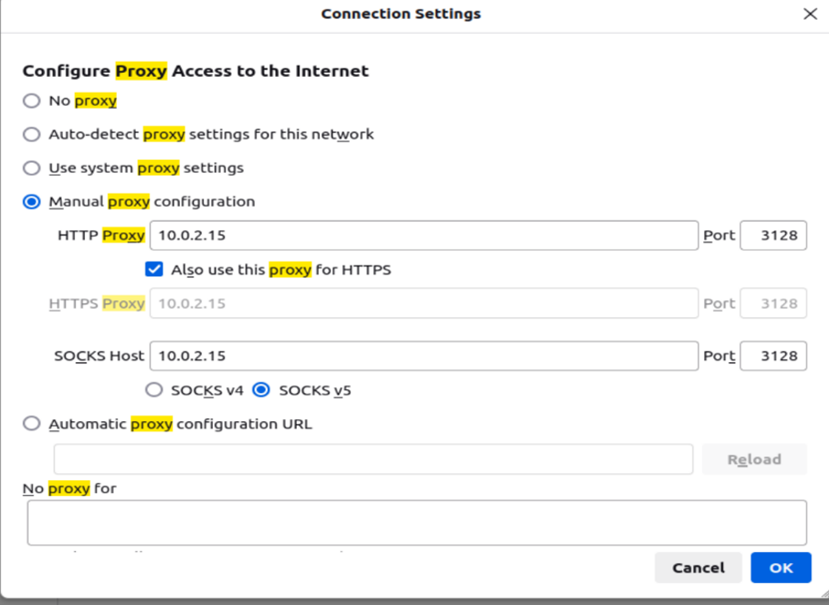 Connection Settings
Configure Proxy Access to the Internet
No proxy
Auto-detect proxy settings for this network
Use system proxy settings
Manual proxy configuration
HTTP Proxy 10.0.2.15 Port 3128
Also use this proxy for HTTPS
HTTPS Proxy 10.0.2.15 Port 3128
SOCKS Host 10.0.2.15 Port 3128
SOCKS v4 SOCKS v5
Automatic proxy configuration URL
Reload
No proxy for
Cancel OK